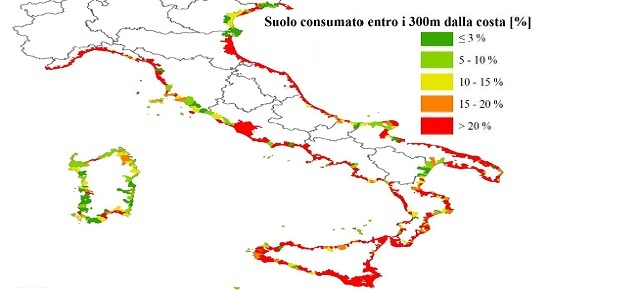 Suolo consumato entro i 300m dalla costa [%]
≤ 3 %
5 - 10 %
10 - 15 %
15 - 20 %
> 20 %